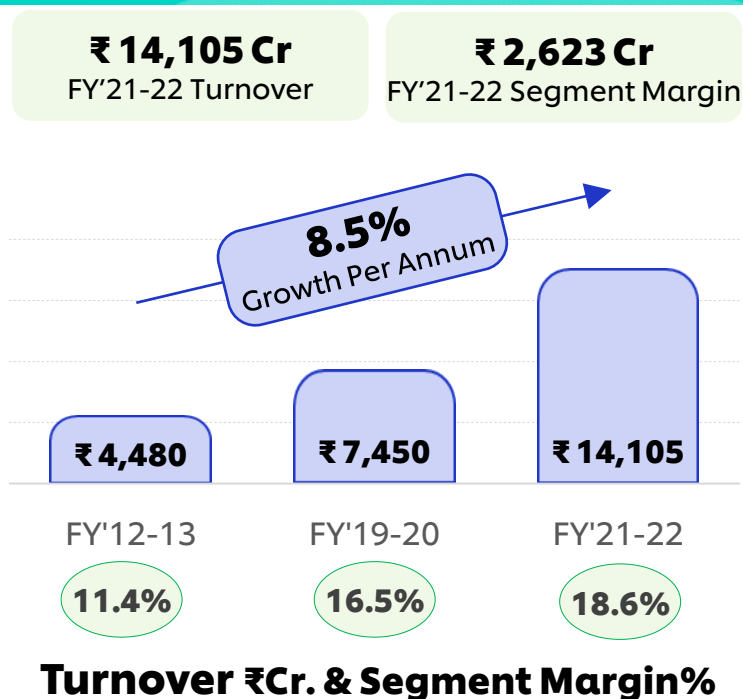 ₹ 14,105 Cr
FY’21-22 Turnover
₹ 2,623 Cr
FY’21-22 Segment Margin
8.5%
Growth Per Annum
₹ 4,480
₹ 7,450
₹ 14,105
FY'12-13
FY'19-20
FY'21-22
11.4%
16.5%
18.6%
Turnover ₹Cr. & Segment Margin%